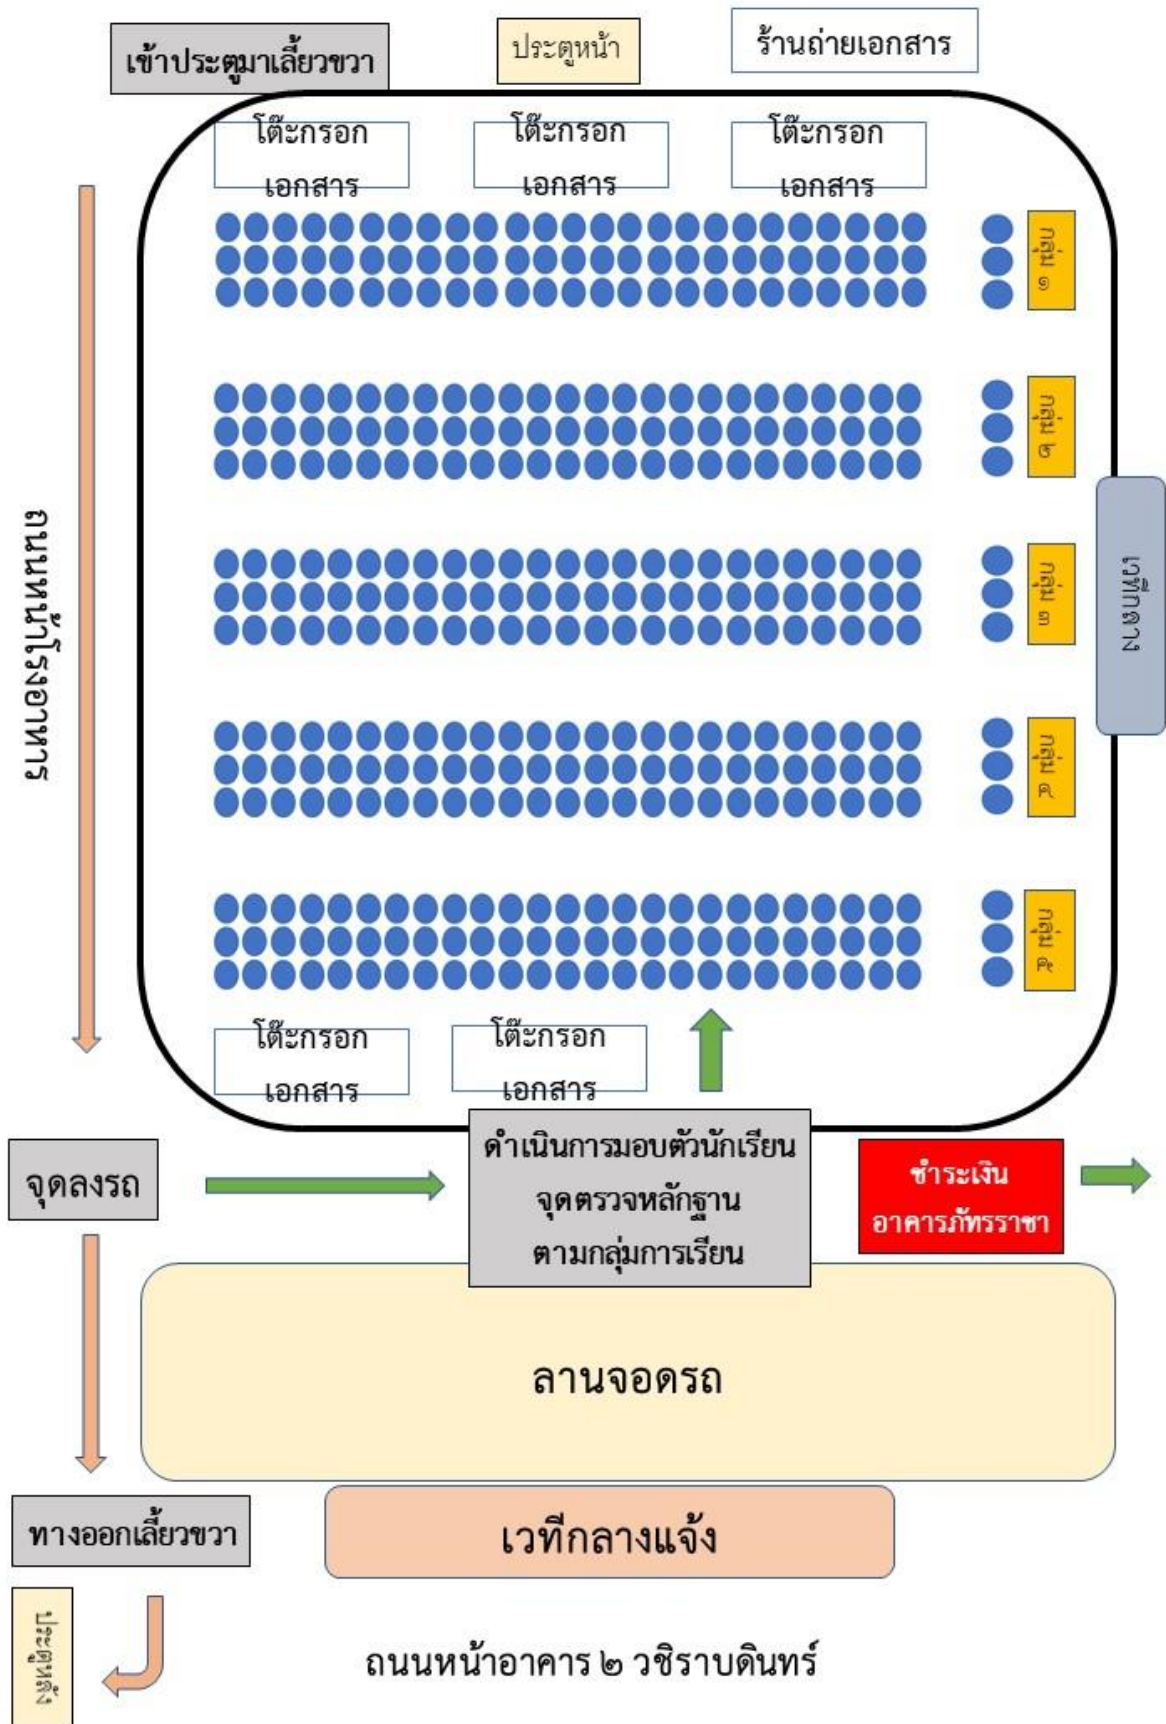 เข้าประตูมาเลี้ยวขวา
ประตูหน้า
ร้านถ่ายเอกสาร
โต๊ะกรอก
เอกสาร
โต๊ะกรอก
เอกสาร
โต๊ะกรอก
เอกสาร
กลุ่ม ๑
กลุ่ม ๒
กลุ่ม ๓
กลุ่ม ๔
กลุ่ม ๕
เวทีกลาง
ถนนหน้าโรงอาหาร
โต๊ะกรอก
เอกสาร
โต๊ะกรอก
เอกสาร
จุดลงรถ
ดำเนินการมอบตัวนักเรียน
จุดตรวจหลักฐาน
ตามกลุ่มการเรียน
ชำระเงิน
อาคารภัทรราชา
ลานจอดรถ
ทางออกเลี้ยวขวา
เวทีกลางแจ้ง
ประตูหลัง
ถนนหน้าอาคาร ๒ วชิราบดินทร์